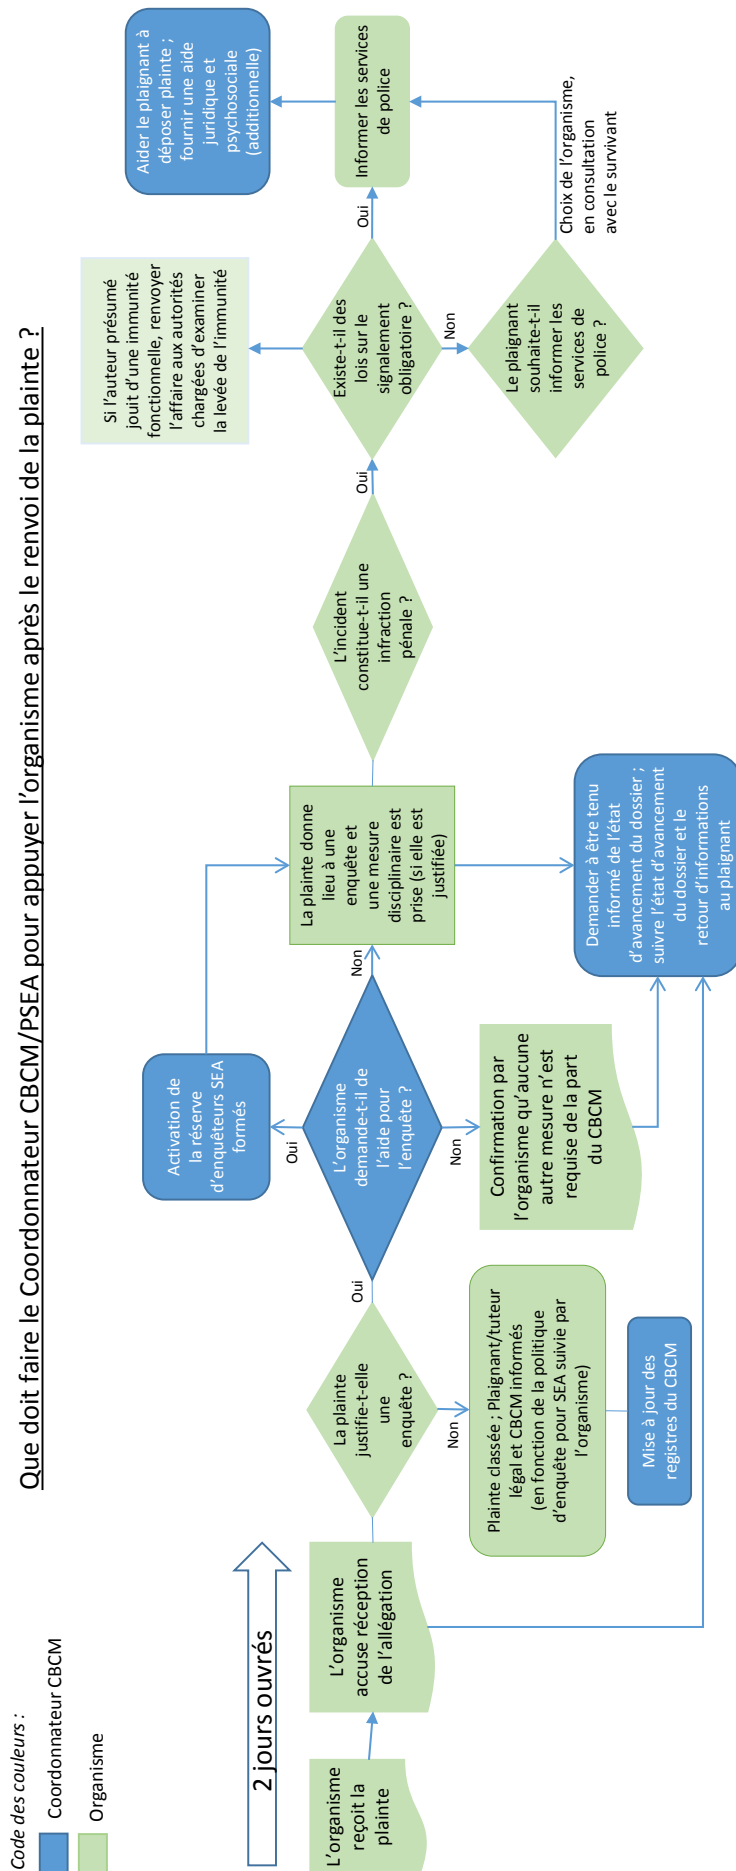 Que doit faire le Coordonnateur CBCM/PSEA pour appuyer l'organisme après le renvoi de la plainte ?
Code des couleurs :
Coordonnateur CBCM
Organisme
2 jours ouvrés
L'organisme
reçoit la
plainte
L'organisme
accuse réception
de l'allégation
La plainte
justifie-t-elle
une
enquête ?
Oui
Non
Plainte classée ; Plaignant/tuteur
légal et CBCM informés
(en fonction de la politique
d'enquête pour SEA suivie par
l'organisme)
Mise à jour des
registres du CBCM
L'organisme
demande-t-il de
l'aide pour
l'enquête ?
Oui
Non
Non
Activation de
la réserve
d'enquêteurs SEA
formés
Confirmation par
l'organisme qu'aucune
autre mesure n'est
requise de la part
du CBCM
La plainte donne
lieu à une
enquête et
une mesure
disciplinaire est
prise (si elle est
justifiée)
Demander à être tenu
informé de l'état
d'avancement du dossier ;
suivre l'état d'avancement
du dossier et le
retour d'informations
au plaignant
L'incident
constitue-t-il une
infraction
pénale ?
Oui
Existe-t-il des
lois sur le
signalement
obligatoire ?
Oui
Non
Si l'auteur présumé
jouit d'une immunité
fonctionnelle, renvoyer
l'affaire aux autorités
chargées d'examiner
la levée de l'immunité
Le plaignant
souhaite-t-il
informer les
services de
police ?
Choix de l'organisme,
en consultation
avec le survivant
Informer les services
de police
Aider le plaignant à
déposer plainte ;
fournir une aide
juridique et
psychosociale
(additionnelle)